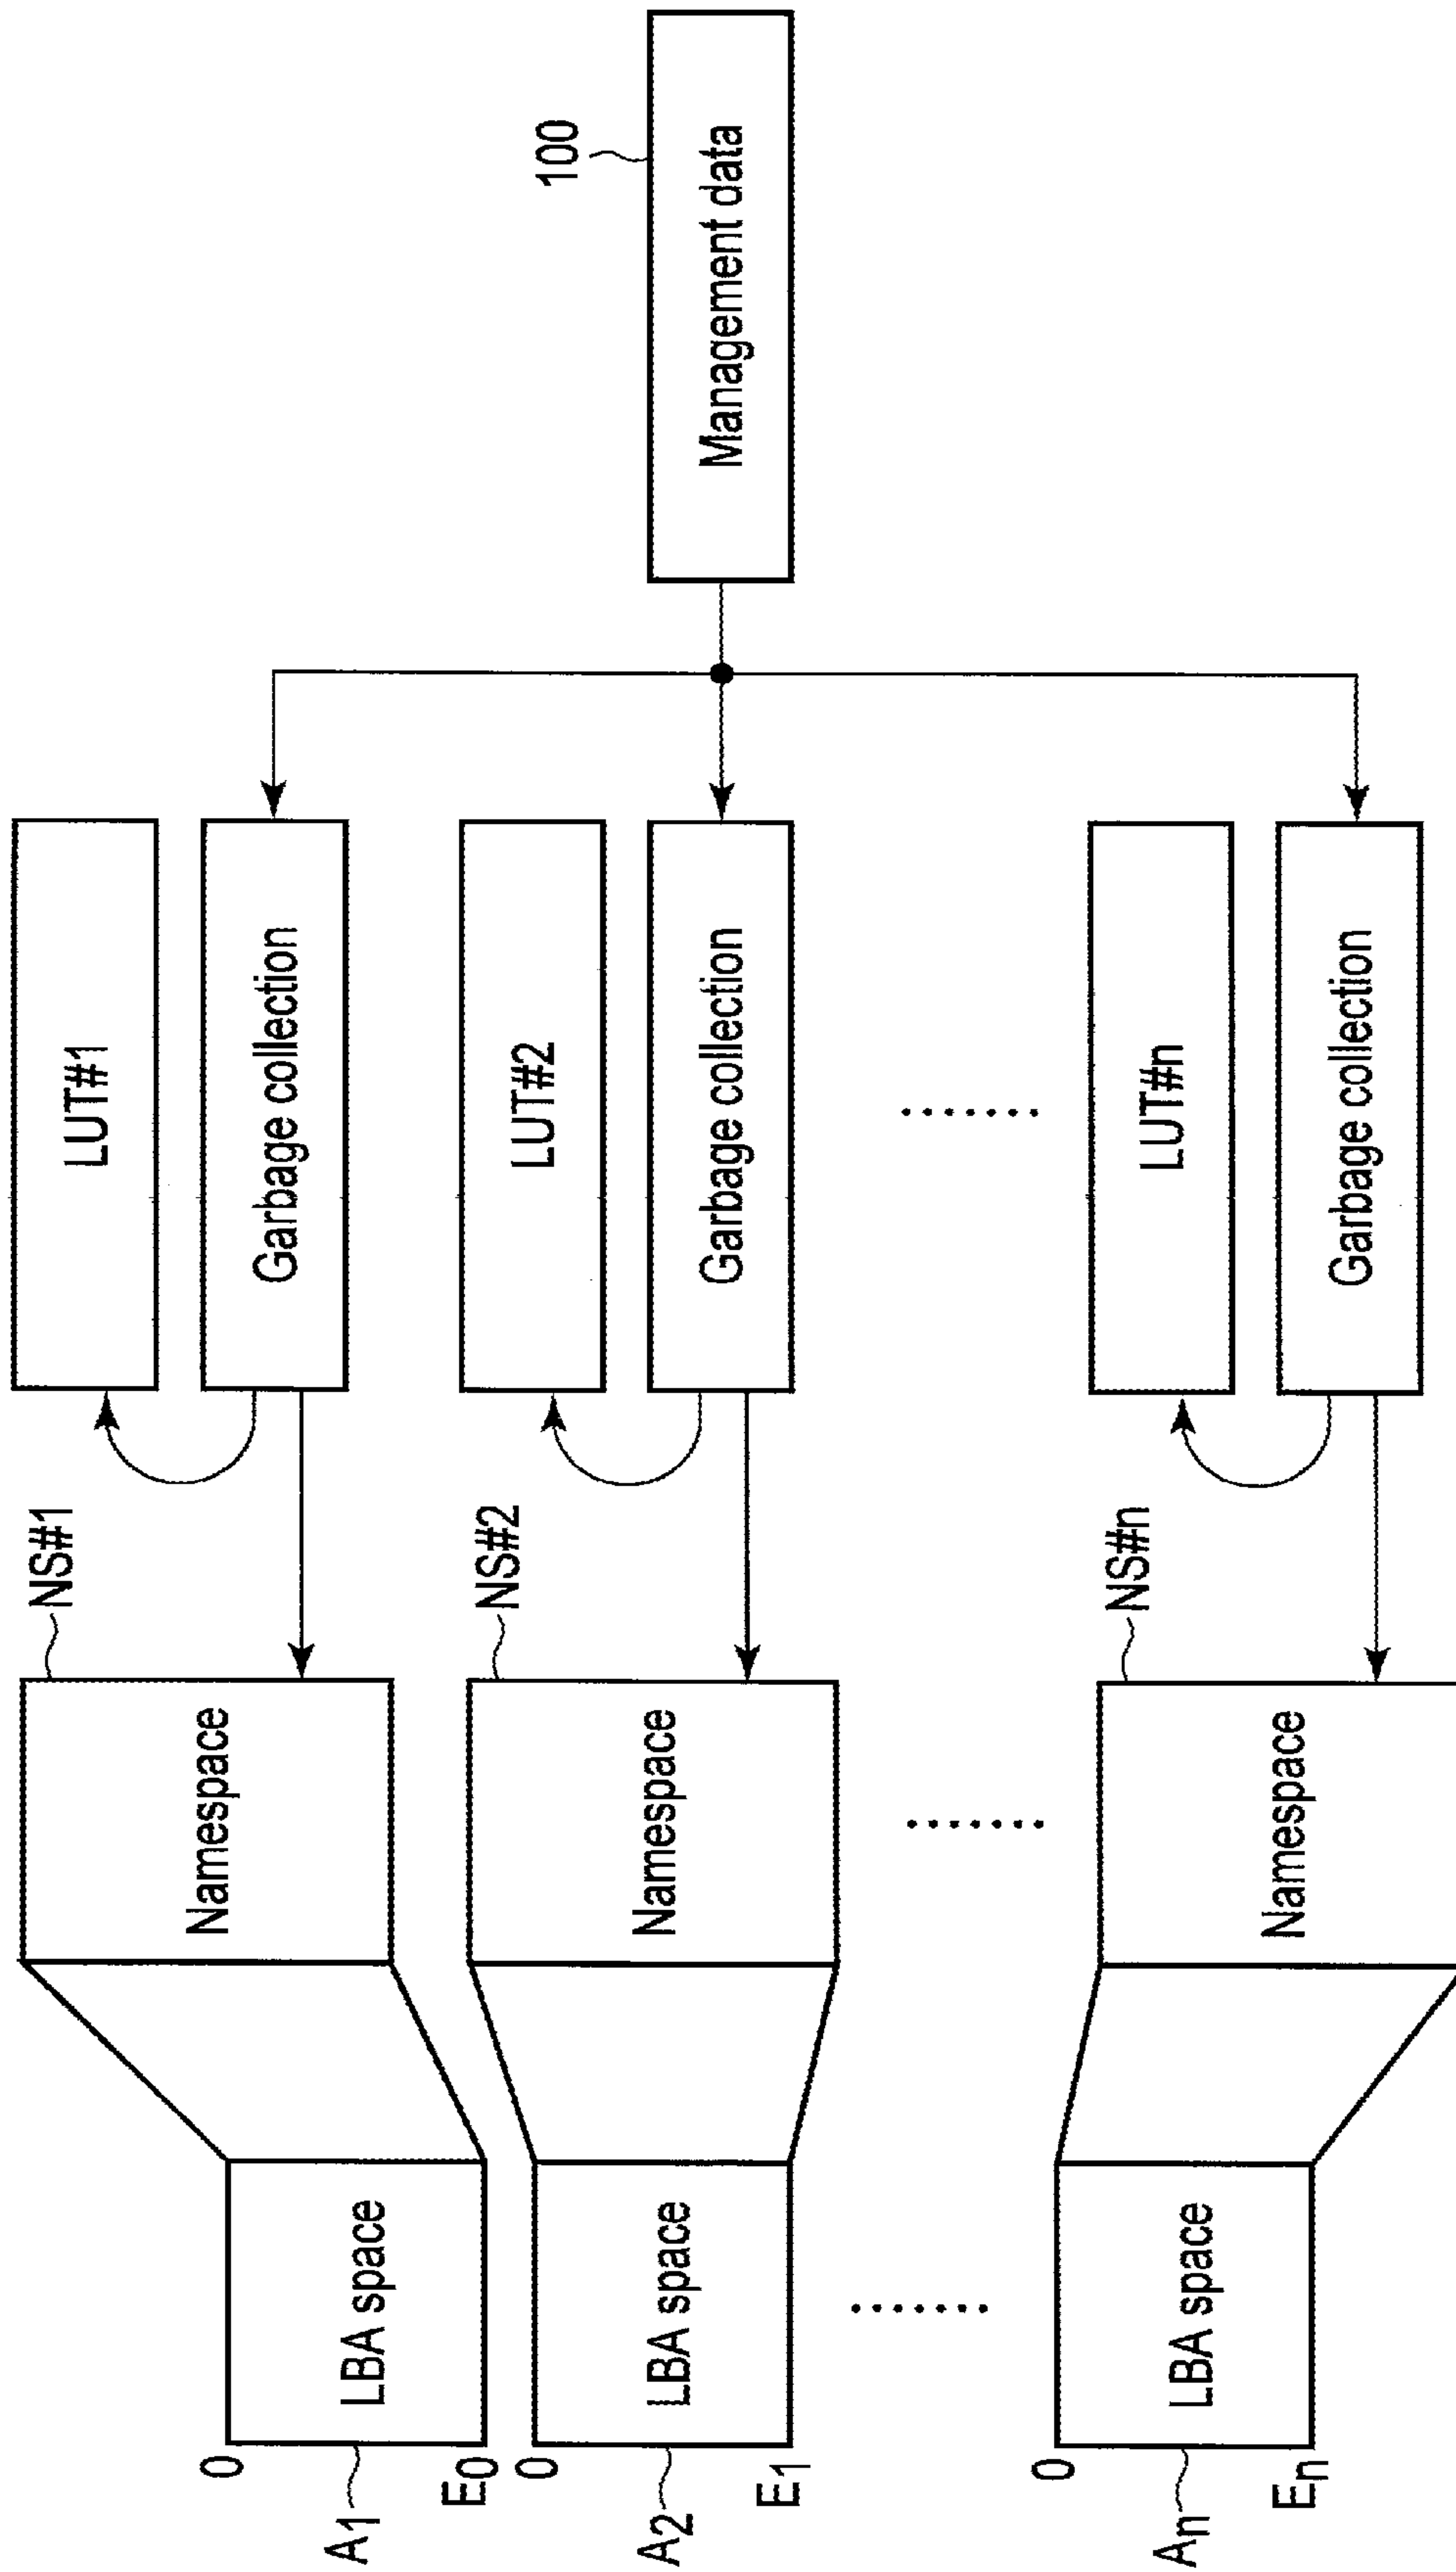 0
A1
E0
LBA space
Namespace
NS#1
LUT#1
Garbage collection
0
A2
E1
LBA space
Namespace
NS#2
LUT#2
Garbage collection
100
Management data
.......
.......
.......
0
An
En
LBA space
Namespace
NS#n
LUT#n
Garbage collection